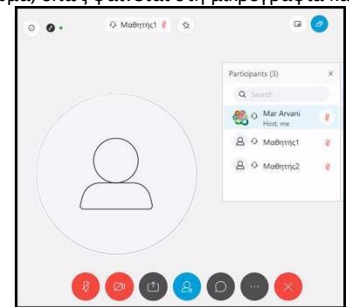 Μαθητής1
Participants (3)
Search
Mar Arvani
Host, me
Μαθητής1
Μαθητής2